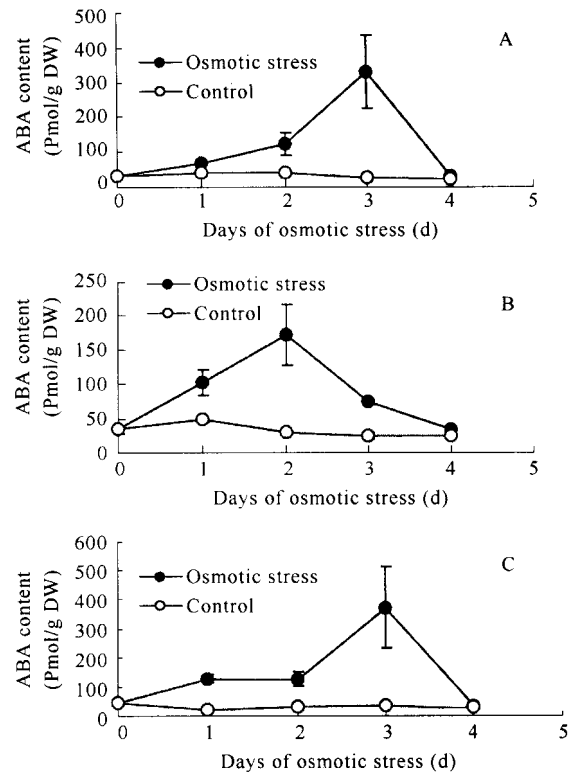 ABA content
(Pmol/g DW)
500
400
300
200
100
0
Osmotic stress
Control
A
0 1 2 3 4 5
Days of osmotic stress (d)
ABA content
(Pmol/g DW)
250
200
150
100
50
0
Osmotic stress
Control
B
0 1 2 3 4 5
Days of osmotic stress (d)
ABA content
(Pmol/g DW)
600
500
400
300
200
100
0
Osmotic stress
Control
C
0 1 2 3 4 5
Days of osmotic stress (d)